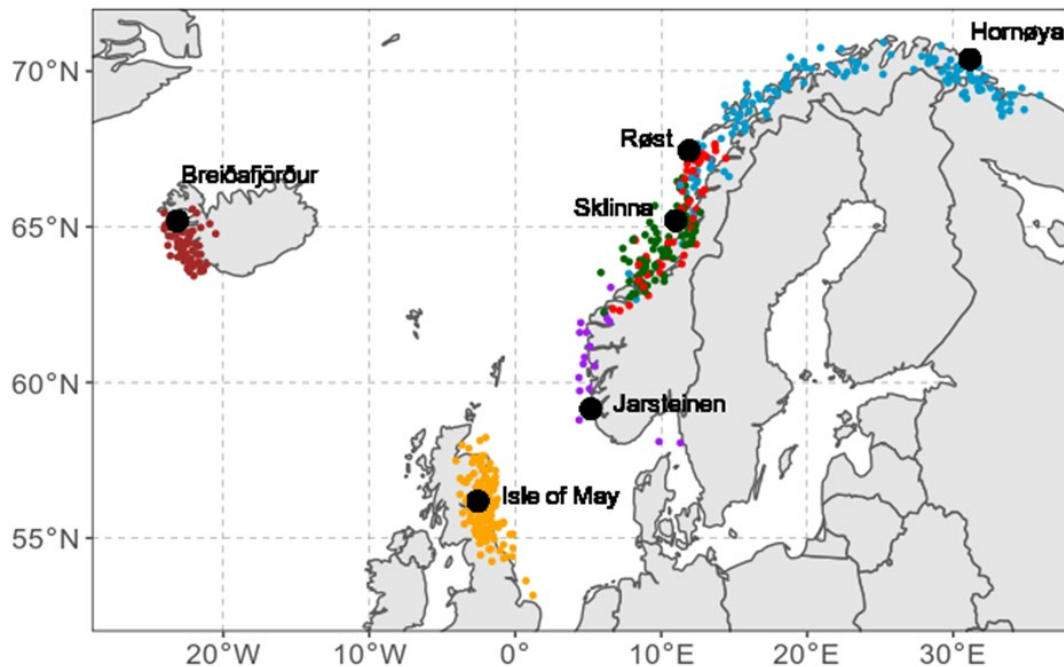 Hornøya
70°N
Røst
Breiðafjörður
Sklinna
65°N
60°N
Jarsteinen
Isle of May
55°N
20°W
10°W
0°
10°E
20°E
30°E